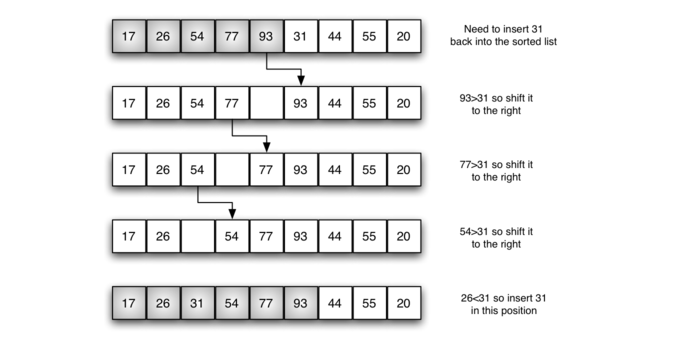 17 26 54 77 93 31 44 55 20
Need to insert 31
back into the sorted list
17 26 54 77 93 44 55 20
93>31 so shift it
to the right
17 26 54 77 93 44 55 20
77>31 so shift it
to the right
17 26 54 77 93 44 55 20
54>31 so shift it
to the right
17 26 31 54 77 93 44 55 20
26<31 so insert 31
in this position